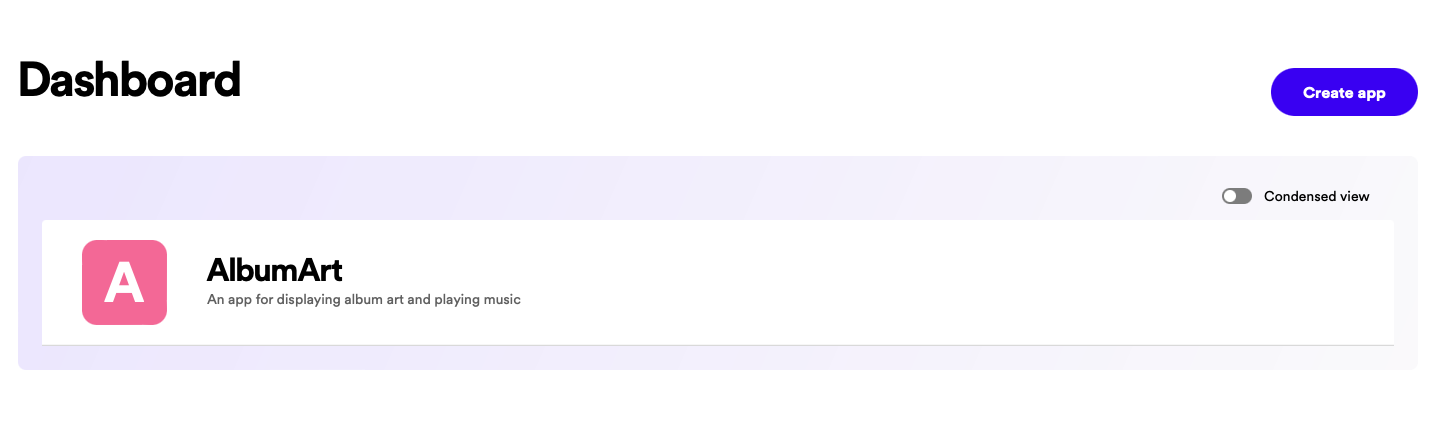 Dashboard
Create app
Condensed view
A
AlbumArt
An app for displaying album art and playing music